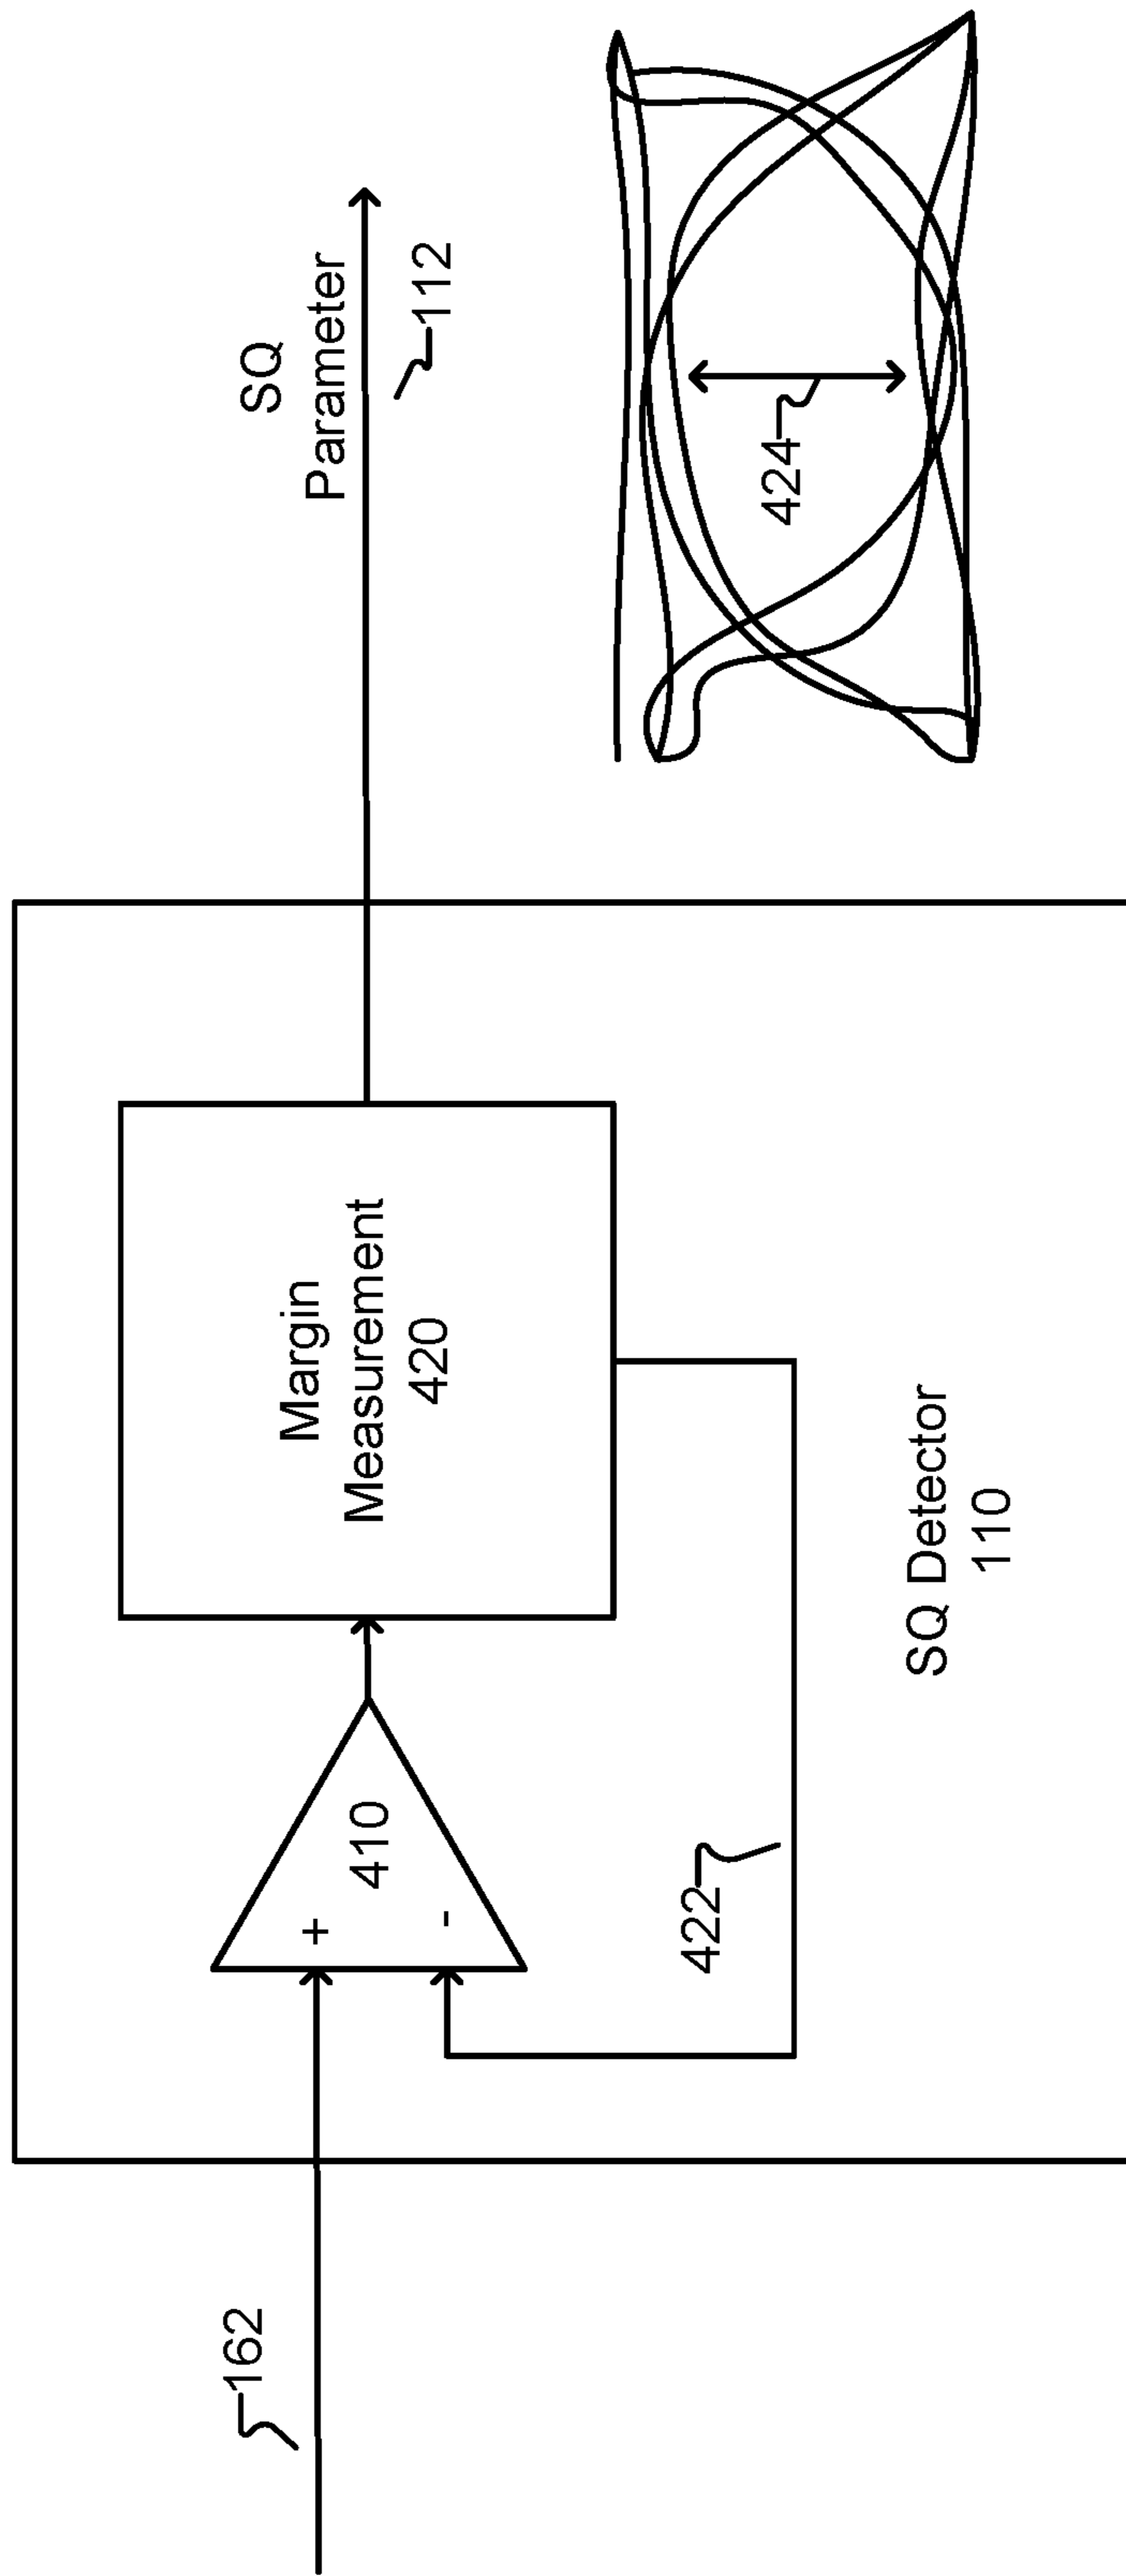 162
+
-
410
422
Margin
Measurement
420
SQ Detector
110
SQ
Parameter
112
424